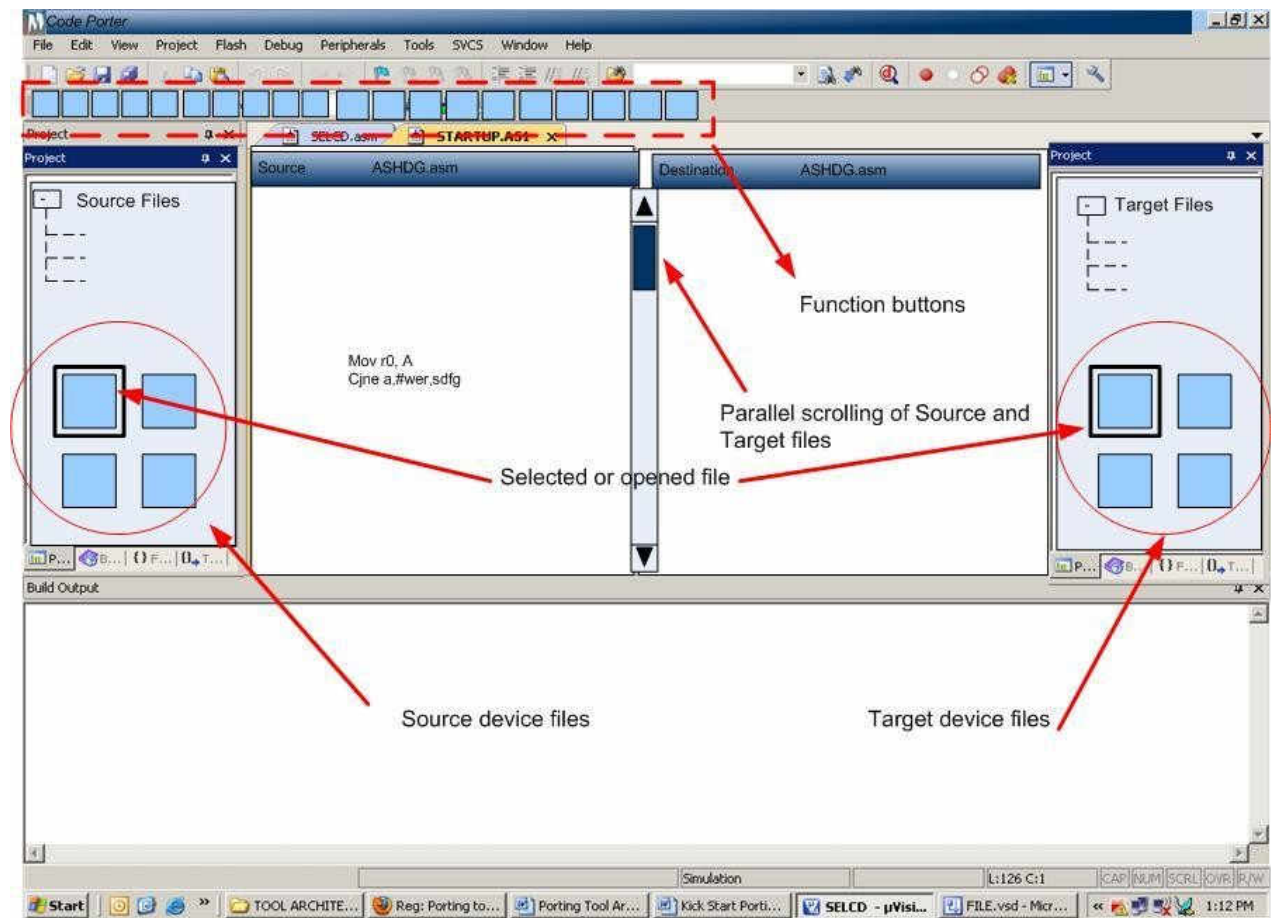 Code Porter
File Edit View Project Flash Debug Peripherals Tools SVCS Window Help
Project
SELCD.asm STARTUP.A51
Project
Source ASHDG.asm
Destination ASHDG.asm
Project
Source Files
Target Files
Function buttons
Mov r0, A
Cjne a,#wer,sdfg
Parallel scrolling of Source and
Target files
Selected or opened file
P... B... {} F... 0 T...
P... B... {} F... 0 T...
Build Output
Source device files
Target device files
Simulation L:126 C:1 CAP NUM SCRL OVR R/W
Start » TOOL ARCHITE... Reg: Porting to... Porting Tool Ar... Kick Start Porti... SELCD - µVisi... FILE.vsd - Micr... « 1:12 PM